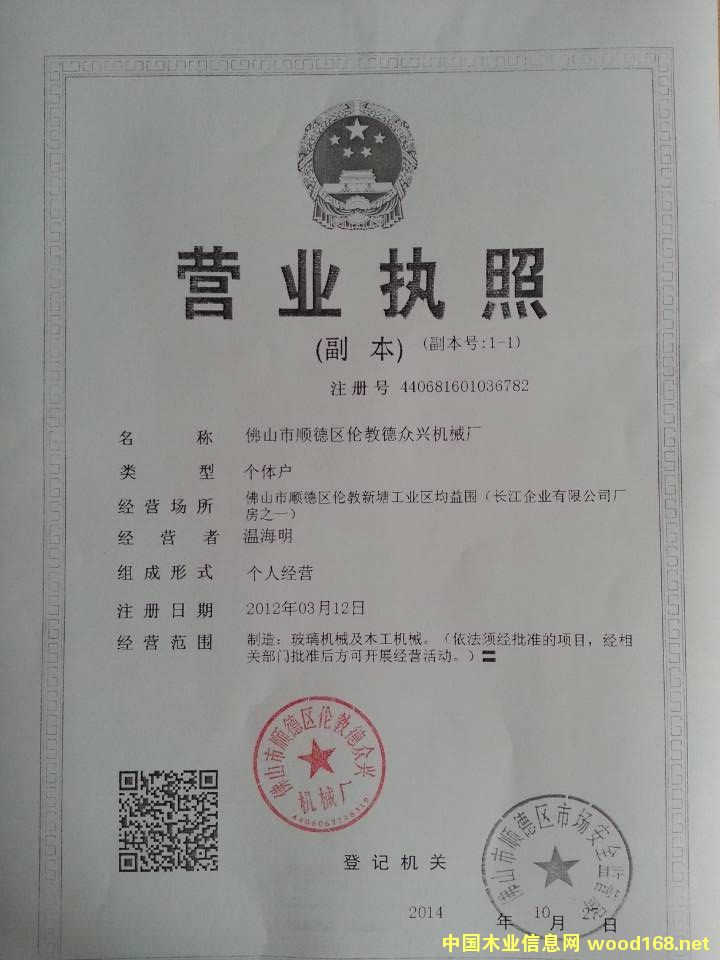 营业执照
(副 本) (副本号:1-1)
注册号 440681601036782
名称 佛山市顺德区伦教德众兴机械厂
类型 个体户
经营场所 佛山市顺德区伦教新塘工业区均益围（长江企业有限公司厂
房之一）
经营者 温海明
组成形式 个人经营
注册日期 2012年03月12日
经营范围 制造：玻璃机械及木工机械。（依法须经批准的项目，经相
关部门批准后方可开展经营活动。）
佛山市顺德区伦教德众兴
机械厂
佛山市顺德区市场安全监督
登记机关
2014年10月27日
中国木业信息网 wood168.net